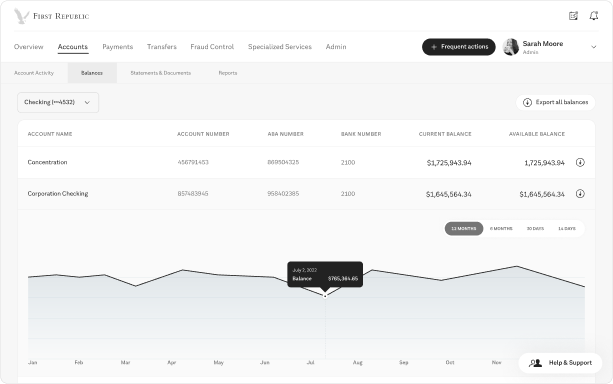 FIRST REPUBLIC
Overview Accounts Payments Transfers Fraud Control Specialized Services Admin
Frequent actions
Sarah Moore
Admin
Account Activity Balances Statements & Documents Reports
Checking (••4532)
Export all balances
ACCOUNT NAME ACCOUNT NUMBER ABA NUMBER BANK NUMBER CURRENT BALANCE AVAILABLE BALANCE
Concentration 456791453 869504325 2100 $1,725,943.94 1,725,943.94
Corporation Checking 857483945 958402385 2100 $1,645,564.34 $1,645,564.34
12 MONTHS 6 MONTHS 30 DAYS 14 DAYS
July 2, 2022
Balance $765,364.65
Jan Feb Mar Apr May Jun Jul Aug Sep Oct Nov
Help & Support